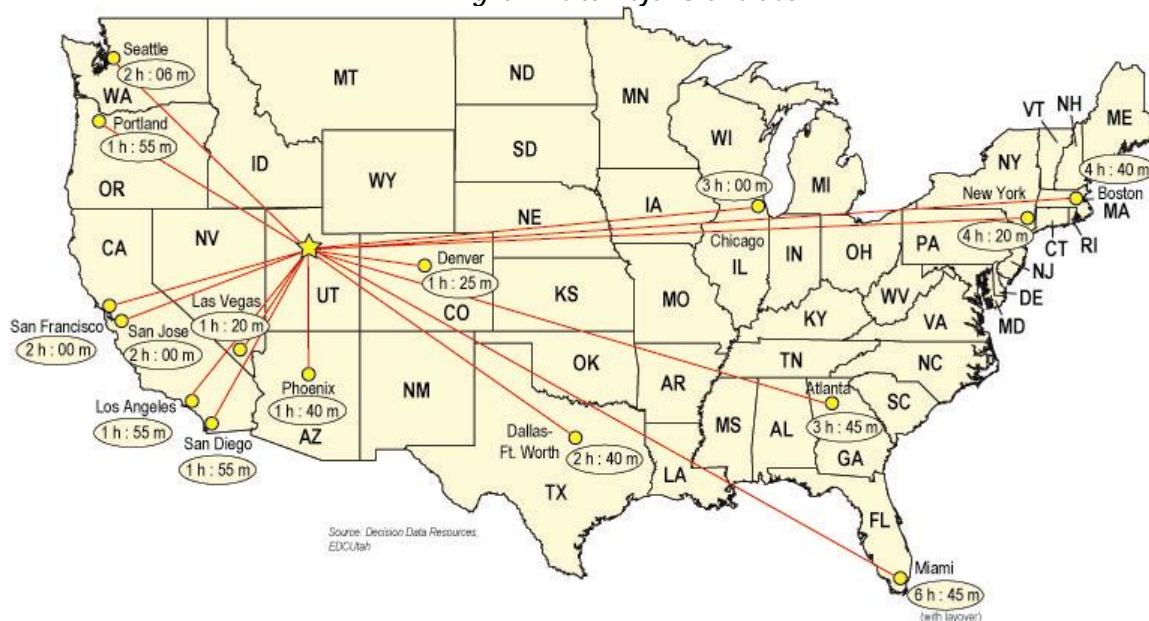 Seattle
2 h : 06 m
WA
Portland
1 h : 55 m
OR
ID
MT
ND
MN
SD
WY
WI
MI
VT
NH
ME
NY
4 h : 40 m
Boston
MA
New York
4 h : 20 m
CT
RI
3 h : 00 m
Chicago
IA
NE
CA
NV
UT
Denver
1 h : 25 m
CO
KS
MO
IL
IN
OH
PA
NJ
DE
MD
WV
VA
KY
San Francisco
2 h : 00 m
San Jose
2 h : 00 m
Las Vegas
1 h : 20 m
Los Angeles
1 h : 55 m
San Diego
1 h : 55 m
Phoenix
1 h : 40 m
AZ
NM
OK
AR
TN
NC
SC
Atlanta
3 h : 45 m
GA
AL
MS
LA
Dallas-
Ft. Worth
2 h : 40 m
TX
FL
Miami
6 h : 45 m
(with layover)
Source: Decision Data Resources,
EDCUtah